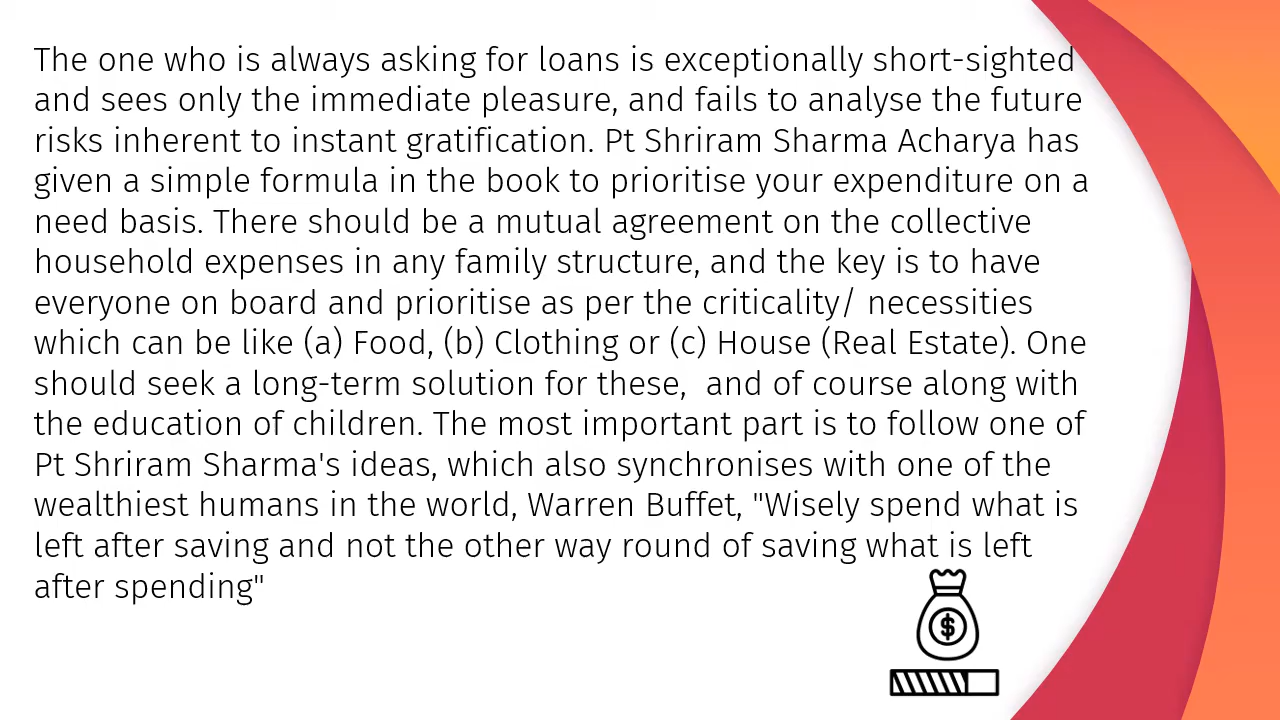 The one who is always asking for loans is exceptionally short-sighted
and sees only the immediate pleasure, and fails to analyse the future
risks inherent to instant gratification. Pt Shriram Sharma Acharya has
given a simple formula in the book to prioritise your expenditure on a
need basis. There should be a mutual agreement on the collective
household expenses in any family structure, and the key is to have
everyone on board and prioritise as per the criticality/ necessities
which can be like (a) Food, (b) Clothing or (c) House (Real Estate). One
should seek a long-term solution for these,  and of course along with
the education of children. The most important part is to follow one of
Pt Shriram Sharma's ideas, which also synchronises with one of the
wealthiest humans in the world, Warren Buffet, "Wisely spend what is
left after saving and not the other way round of saving what is left
after spending"
$